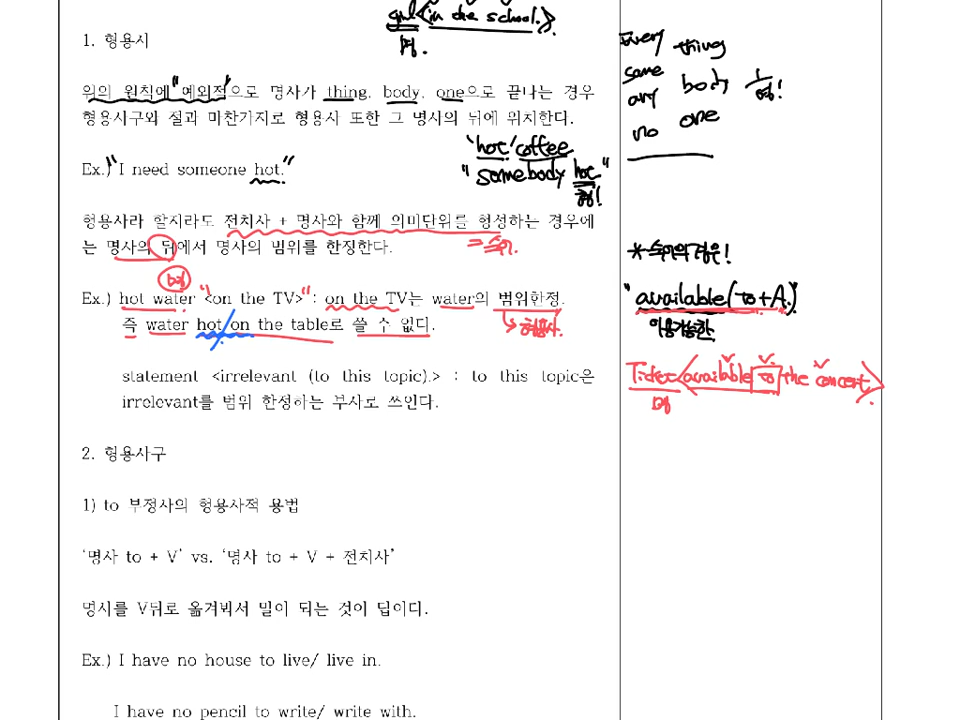 girl <in the school.>
명.
1. 형용시
Every thing
some body
any one
no
형!
위의 원칙에 "예외적"으로 명사가 thing, body, one으로 끝나는 경우
형용시구와 절과 마찬가지로 형용사 또한 그 명사의 뒤에 위치한다.
'hot' coffee
"somebody hot"
형!
Ex.) "I need someone hot."
형용사라 할지라도 전치사 + 명사와 함께 의미단위를 형성하는 경우에
는 명사의 뒤에서 명사의 범위를 한정한다.
= 숙어.
*숙어의 경우!
"available (to + A.)"
이용가능한
Ex.) hot water "<on the TV>" : on the TV는 water의 범위한정.
즉 water hot/on the table로 쓸 수 없다.
형용사.
Ticket <available to the concert.>
명
statement <irrelevant (to this topic).> : to this topic은
irrelevant를 범위 한성하는 부사로 쓰인다.
2. 형용사구
1) to 부정사의 형용사적 용법
'명사 to + V' vs. '명사 to + V + 전치사'
명시를 V뒤로 옮겨봐서 말이 되는 것이 답이다.
Ex.) I have no house to live/ live in.
I have no pencil to write/ write with.